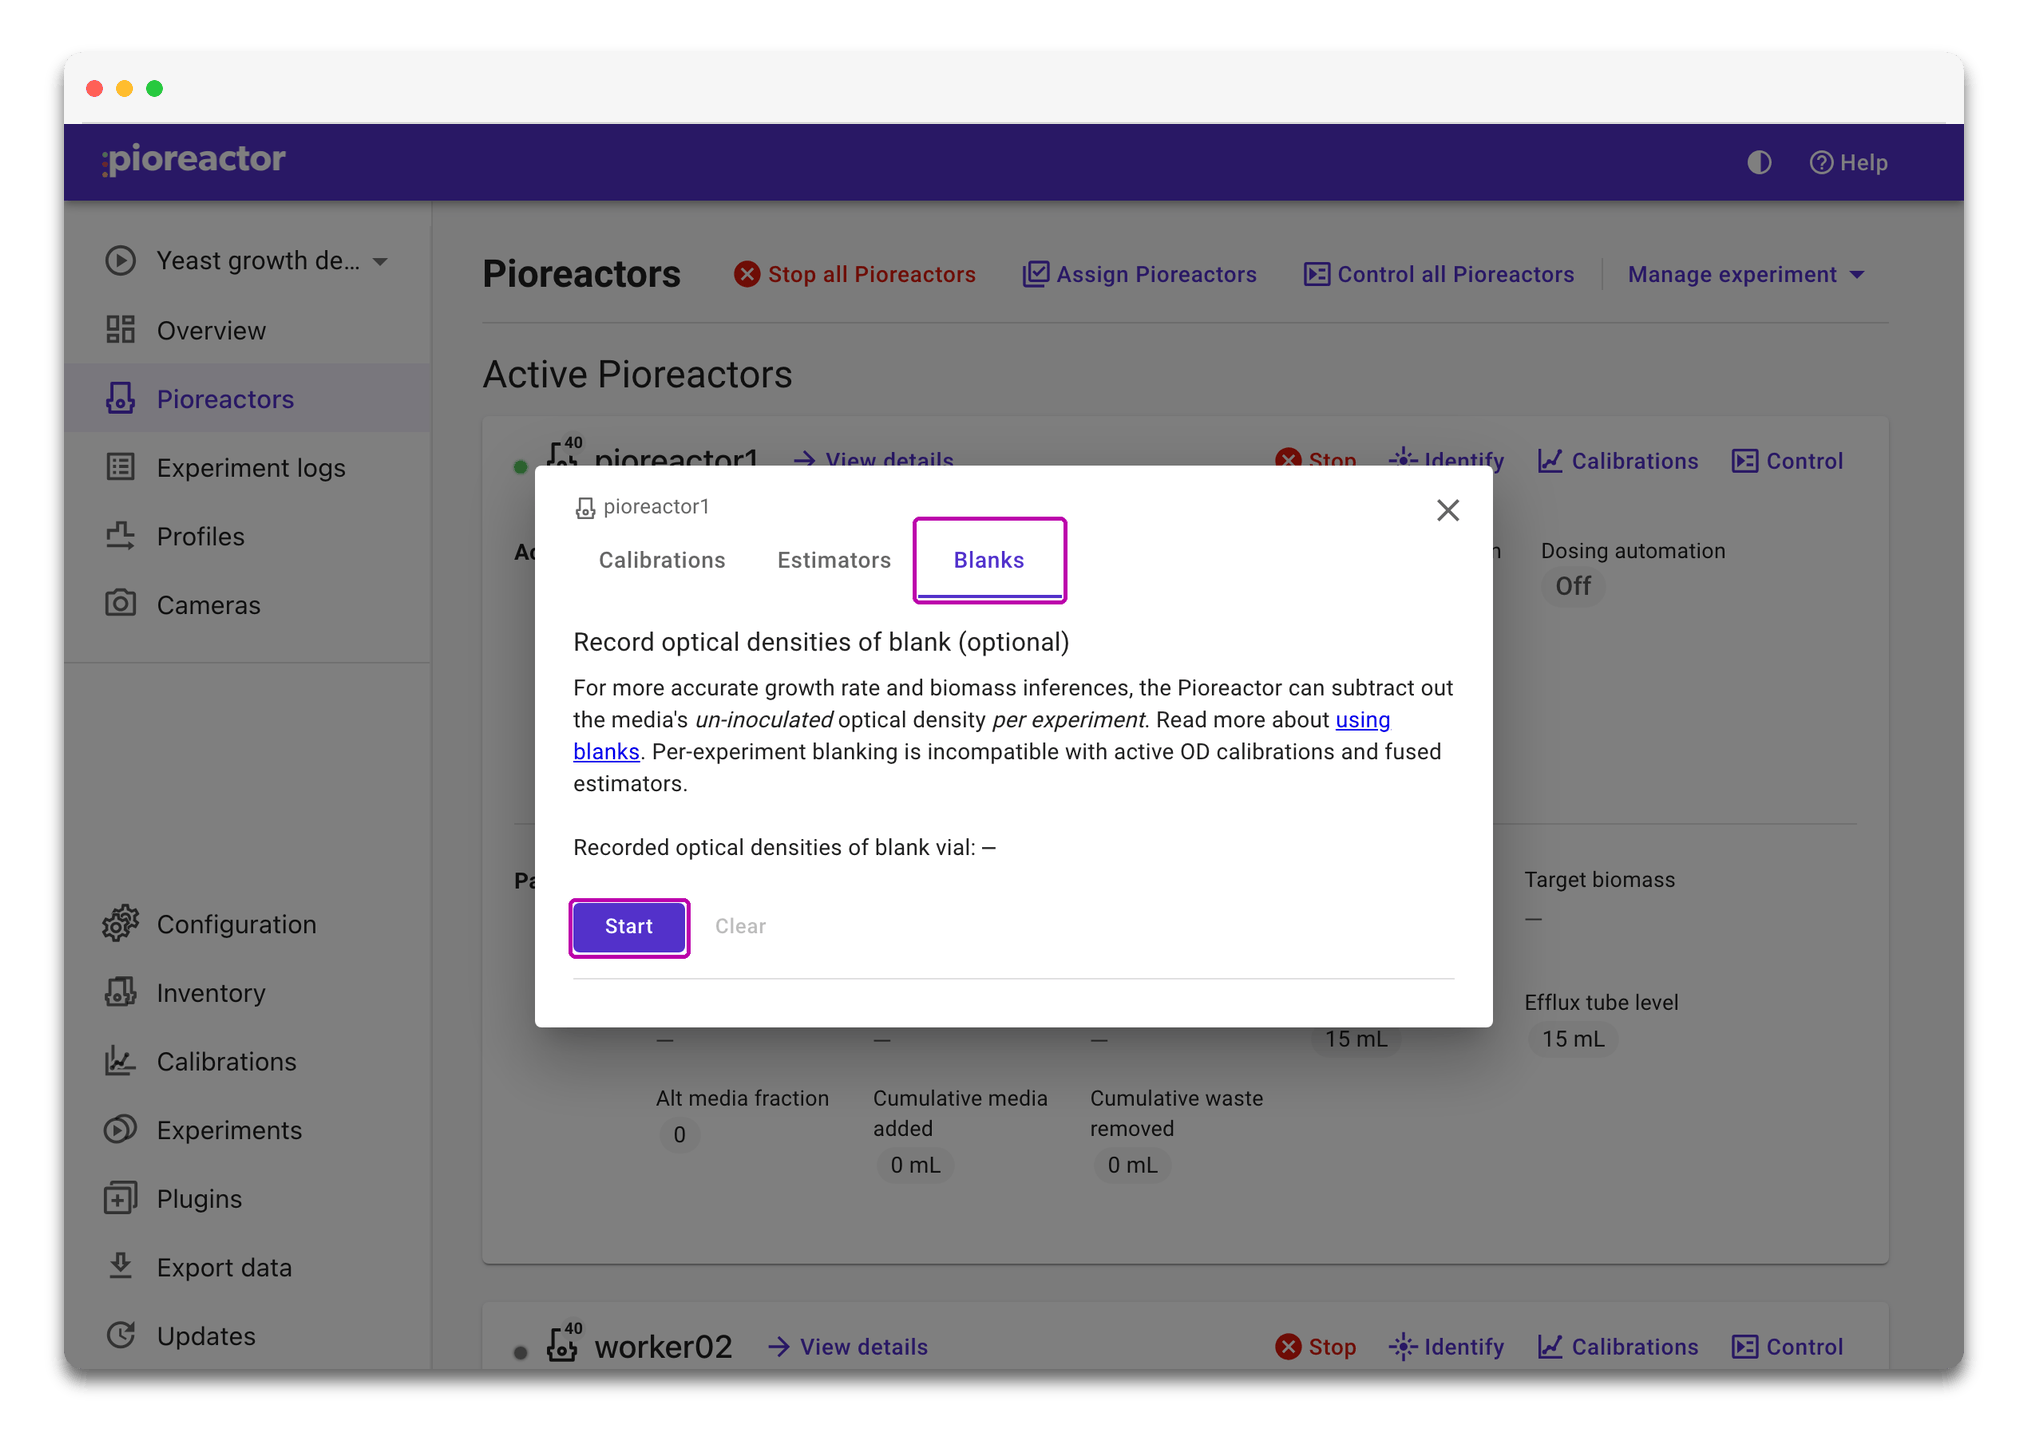 pioreactor
Help
Yeast growth de...
Overview
Pioreactors
Experiment logs
Profiles
Cameras
Configuration
Inventory
Calibrations
Experiments
Plugins
Export data
Updates
Pioreactors
Stop all Pioreactors
Assign Pioreactors
Control all Pioreactors
Manage experiment
Active Pioreactors
40
pioreactor1
View details
Stop
Identify
Calibrations
Control
Dosing automation
Off
pioreactor1
Calibrations
Estimators
Blanks
Record optical densities of blank (optional)
For more accurate growth rate and biomass inferences, the Pioreactor can subtract out
the media's un-inoculated optical density per experiment. Read more about using
blanks. Per-experiment blanking is incompatible with active OD calibrations and fused
estimators.
Recorded optical densities of blank vial: —
Start
Clear
Target biomass
—
Efflux tube level
—
—
—
15 mL
15 mL
Alt media fraction
0
Cumulative media
added
0 mL
Cumulative waste
removed
0 mL
40
worker02
View details
Stop
Identify
Calibrations
Control